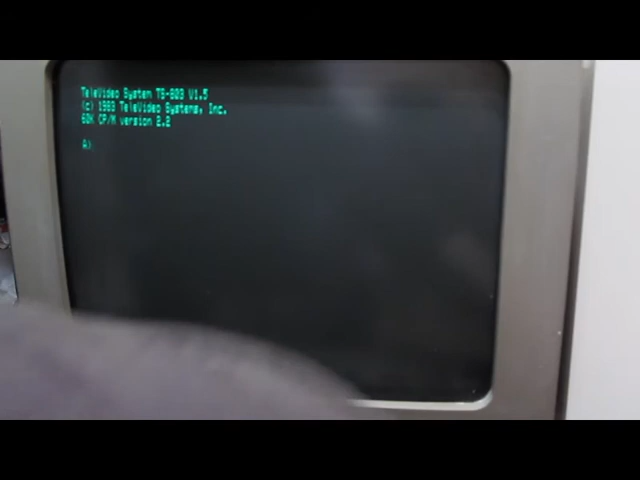 TeleVideo System TS-803 V1.5
(c) 1983 TeleVideo Systems, Inc.
60K CP/M version 2.2
A>